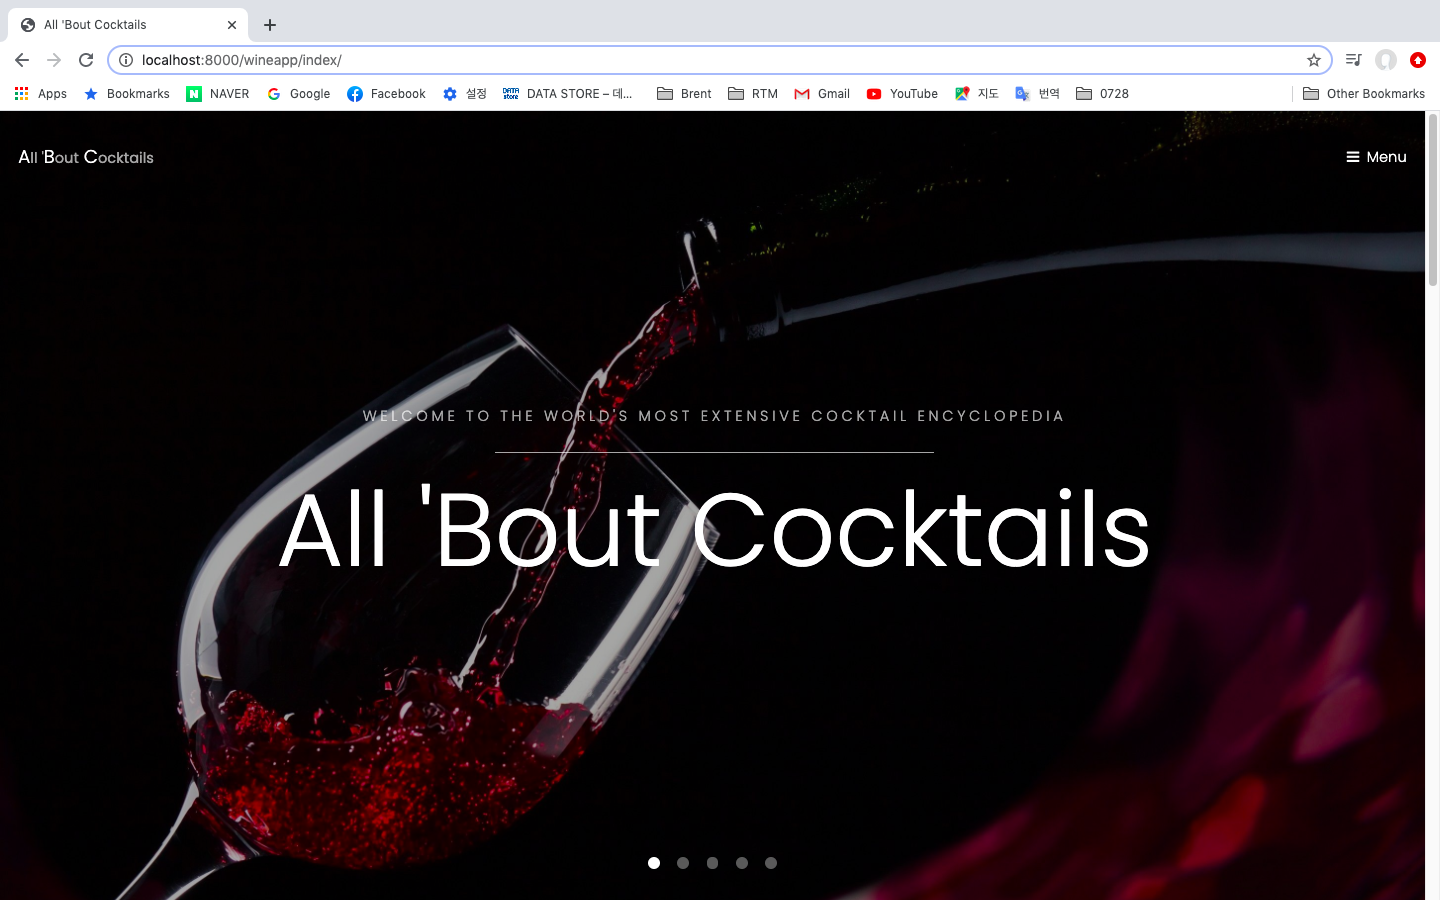 All 'Bout Cocktails
localhost:8000/wineapp/index/
Apps Bookmarks NAVER Google Facebook 설정 DATA STORE – 데... Brent RTM Gmail YouTube 지도 번역 0728 Other Bookmarks
All 'Bout Cocktails Menu
WELCOME TO THE WORLD'S MOST EXTENSIVE COCKTAIL ENCYCLOPEDIA
All 'Bout Cocktails